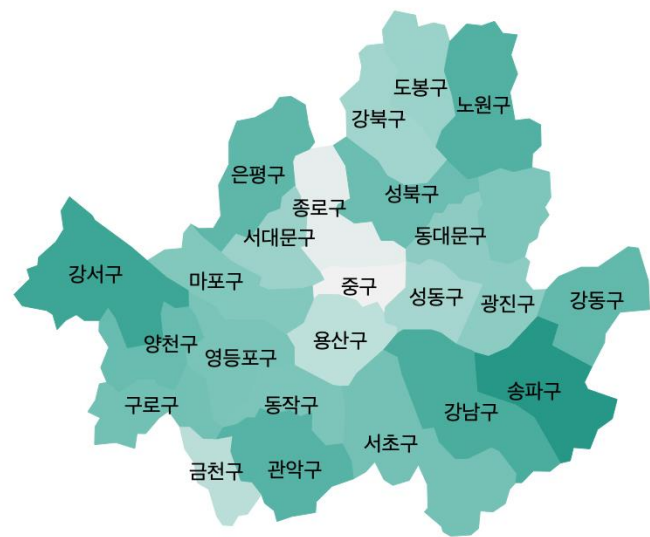 도봉구
노원구
강북구
은평구
성북구
종로구
서대문구
동대문구
강서구
마포구
중구
성동구
광진구
강동구
양천구
영등포구
용산구
구로구
동작구
강남구
송파구
서초구
금천구
관악구